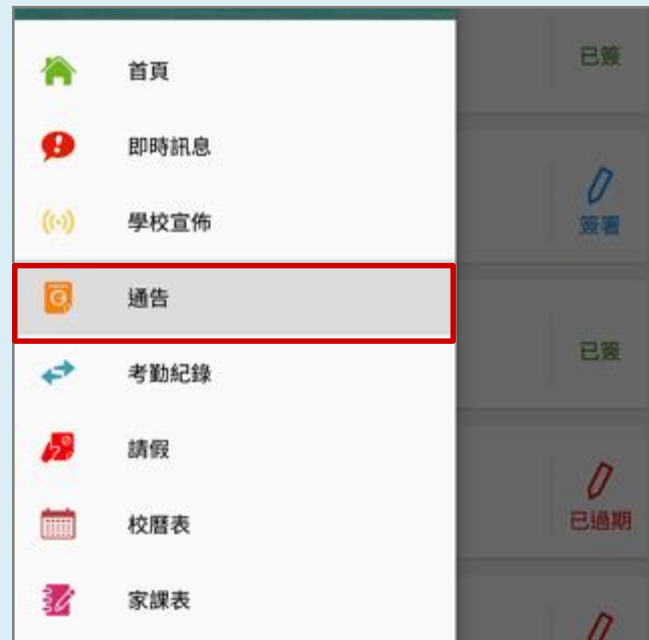 首頁
即時訊息
學校宣佈
通告
考勤紀錄
請假
校曆表
家課表
已簽
簽署
已簽
已過期